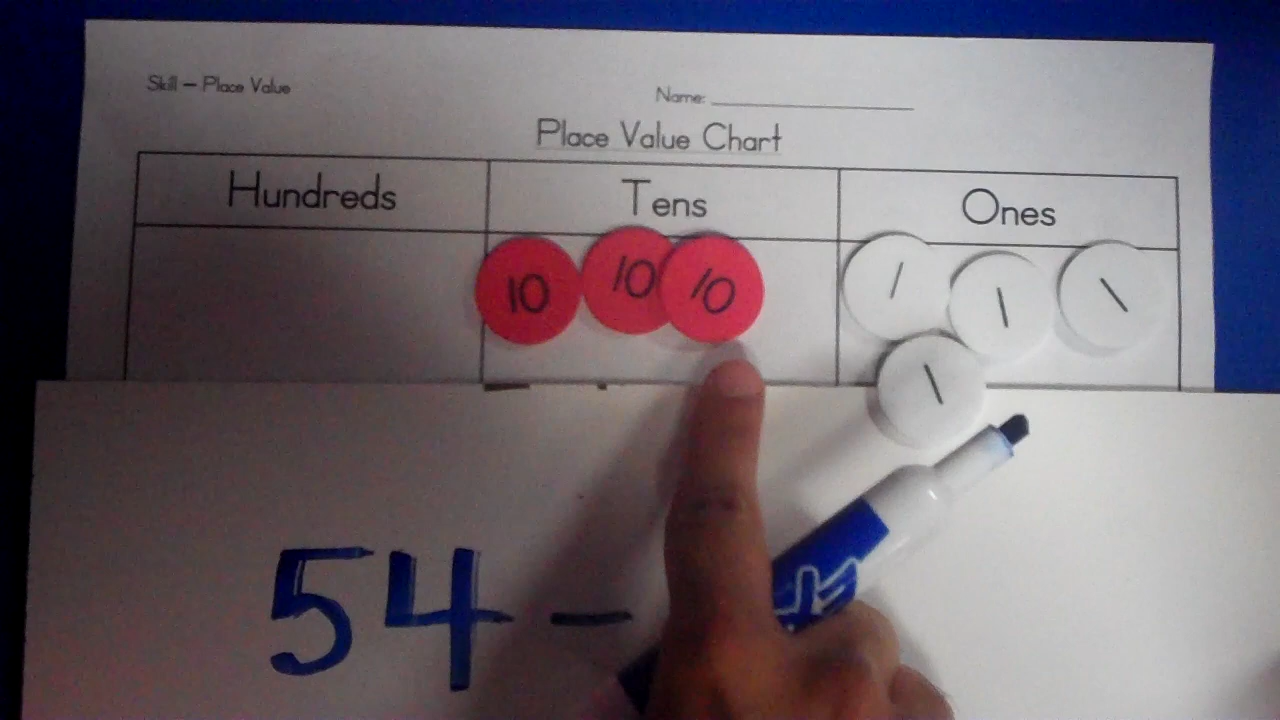 Skill – Place Value
Name:
Place Value Chart
Hundreds Tens Ones
10 10 10 1 1 1
1
54 –